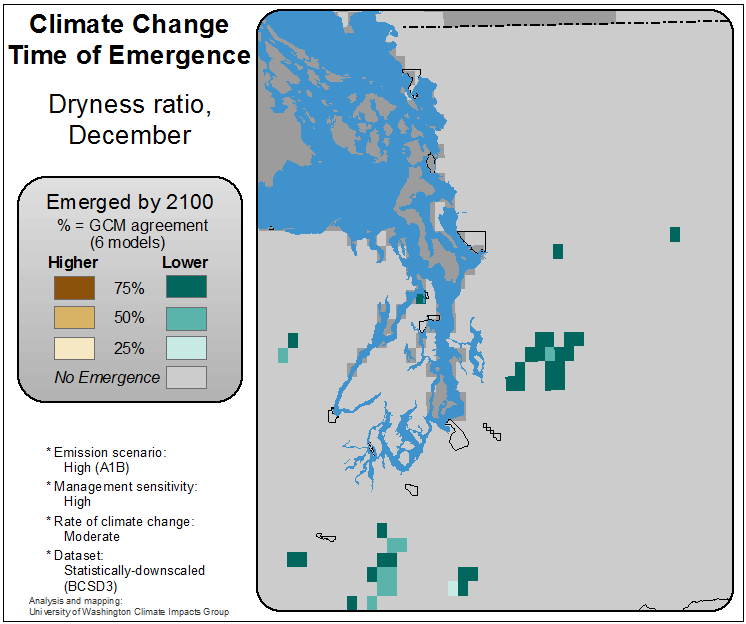 Climate Change
Time of Emergence
Dryness ratio,
December
Emerged by 2100
% = GCM agreement
(6 models)
Higher Lower
75%
50%
25%
No Emergence
* Emission scenario:
High (A1B)
* Management sensitivity:
High
* Rate of climate change:
Moderate
* Dataset:
Statistically-downscaled
(BCSD3)
Analysis and mapping:
University of Washington Climate Impacts Group